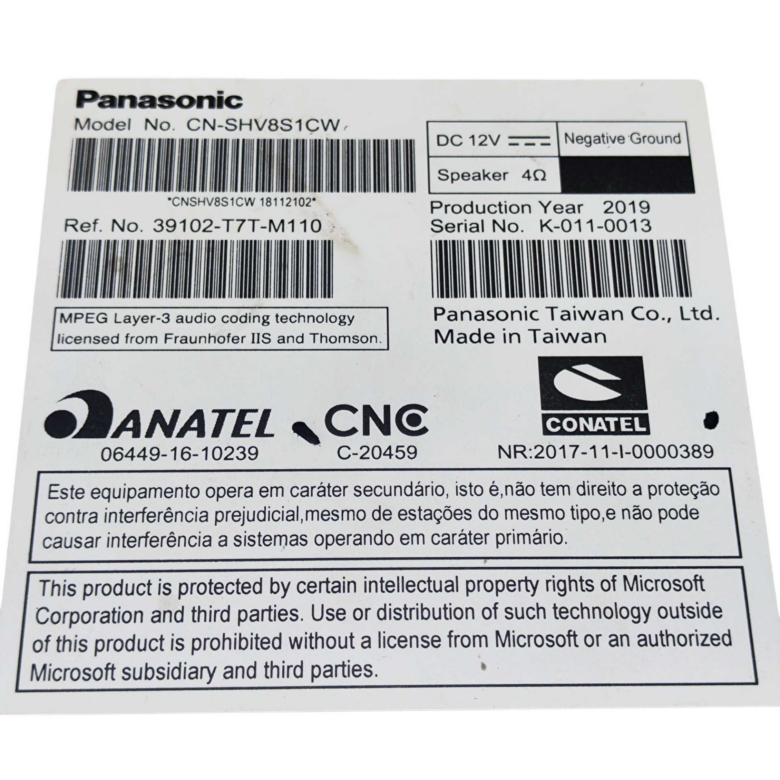 Panasonic
Model No. CN-SHV8S1CW
*CNSHV8S1CW 18112102*
Ref. No. 39102-T7T-M110
MPEG Layer-3 audio coding technology
licensed from Fraunhofer IIS and Thomson.
DC 12V
Negative Ground
Speaker 4Ω
Production Year 2019
Serial No. K-011-0013
Panasonic Taiwan Co., Ltd.
Made in Taiwan
ANATEL
06449-16-10239
CNC
C-20459
CONATEL
NR:2017-11-I-0000389
Este equipamento opera em caráter secundário, isto é,não tem direito a proteção
contra interferência prejudicial,mesmo de estações do mesmo tipo,e não pode
causar interferência a sistemas operando em caráter primário.
This product is protected by certain intellectual property rights of Microsoft
Corporation and third parties. Use or distribution of such technology outside
of this product is prohibited without a license from Microsoft or an authorized
Microsoft subsidiary and third parties.